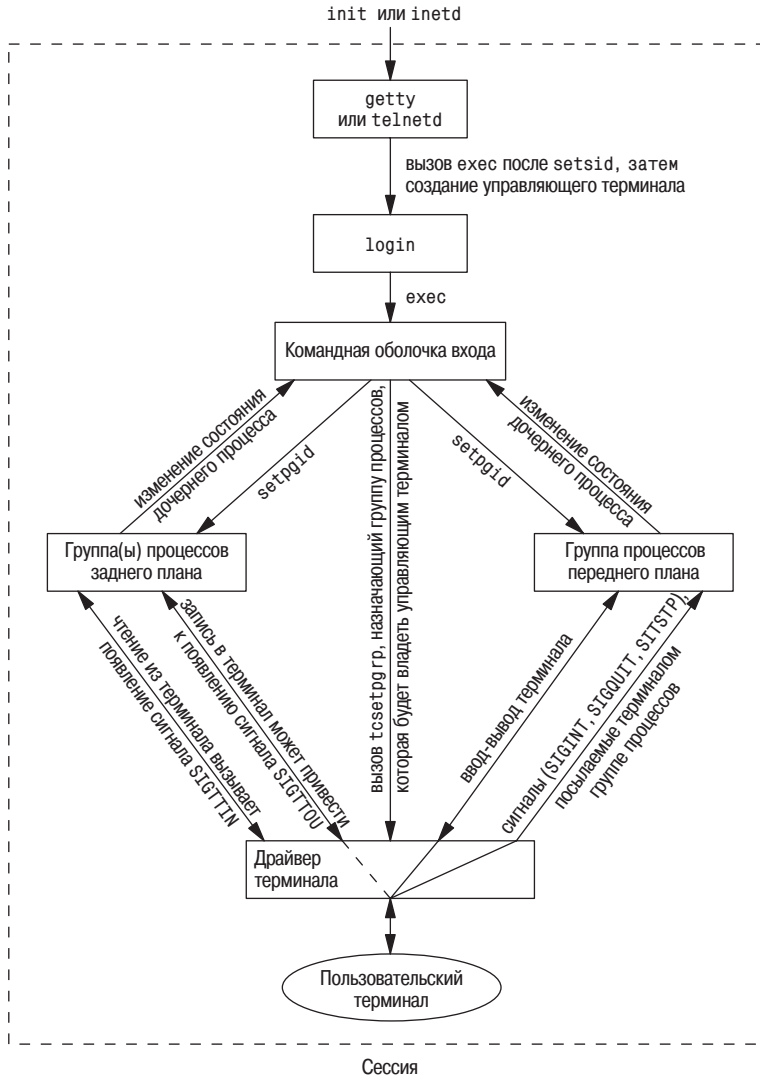 init или inetd
getty
или telnetd
вызов exec после setsid, затем
создание управляющего терминала
login
exec
Командная оболочка входа
изменение состояния
дочернего процесса
setpgid
вызов tcsetpgrp, назначающий группу процессов,
которая будет владеть управляющим терминалом
setpgid
изменение состояния
дочернего процесса
Группа(ы) процессов
заднего плана
Группа процессов
переднего плана
чтение из терминала вызывает
появление сигнала SIGTTIN
запись в терминал может привести
к появлению сигнала SIGTTOU
ввод-вывод терминала
сигналы (SIGINT, SIGQUIT, SITSTP),
посылаемые терминалом
группе процессов
Драйвер
терминала
Пользовательский
терминал
Сессия